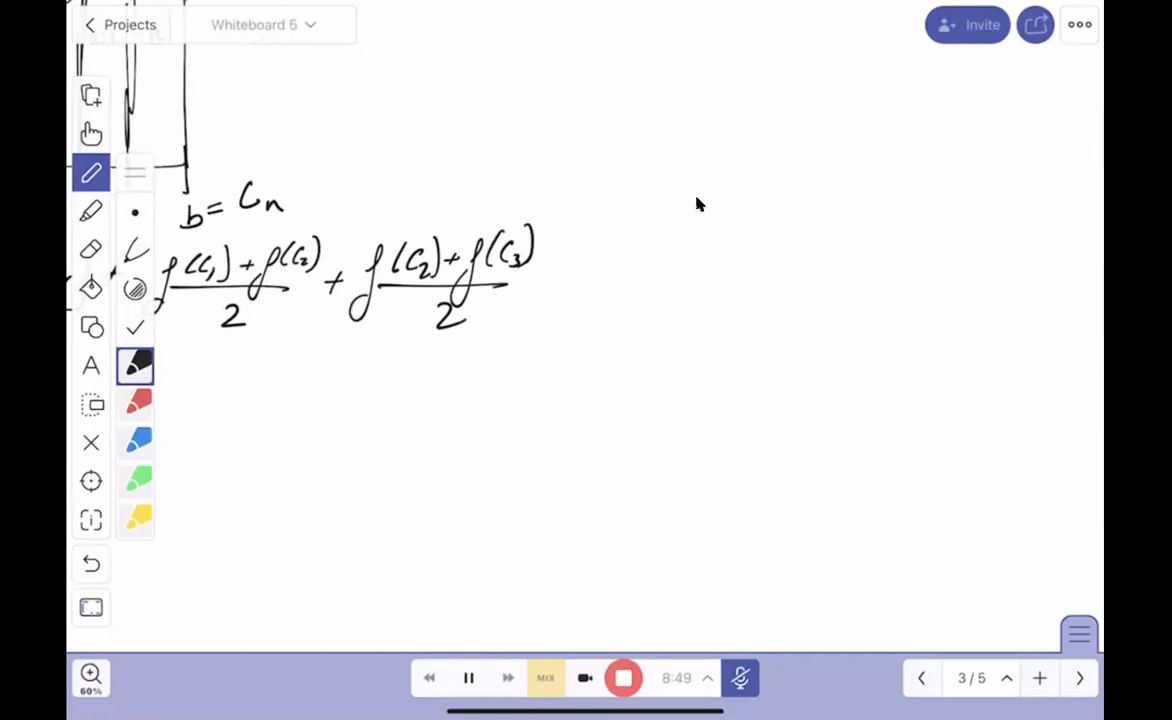 Projects
Whiteboard 5
Invite
b = Cn
f(C₁) + f(C₂) / 2 + f(C₂) + f(C₃) / 2
A
60%
MIX
8:49
3 / 5